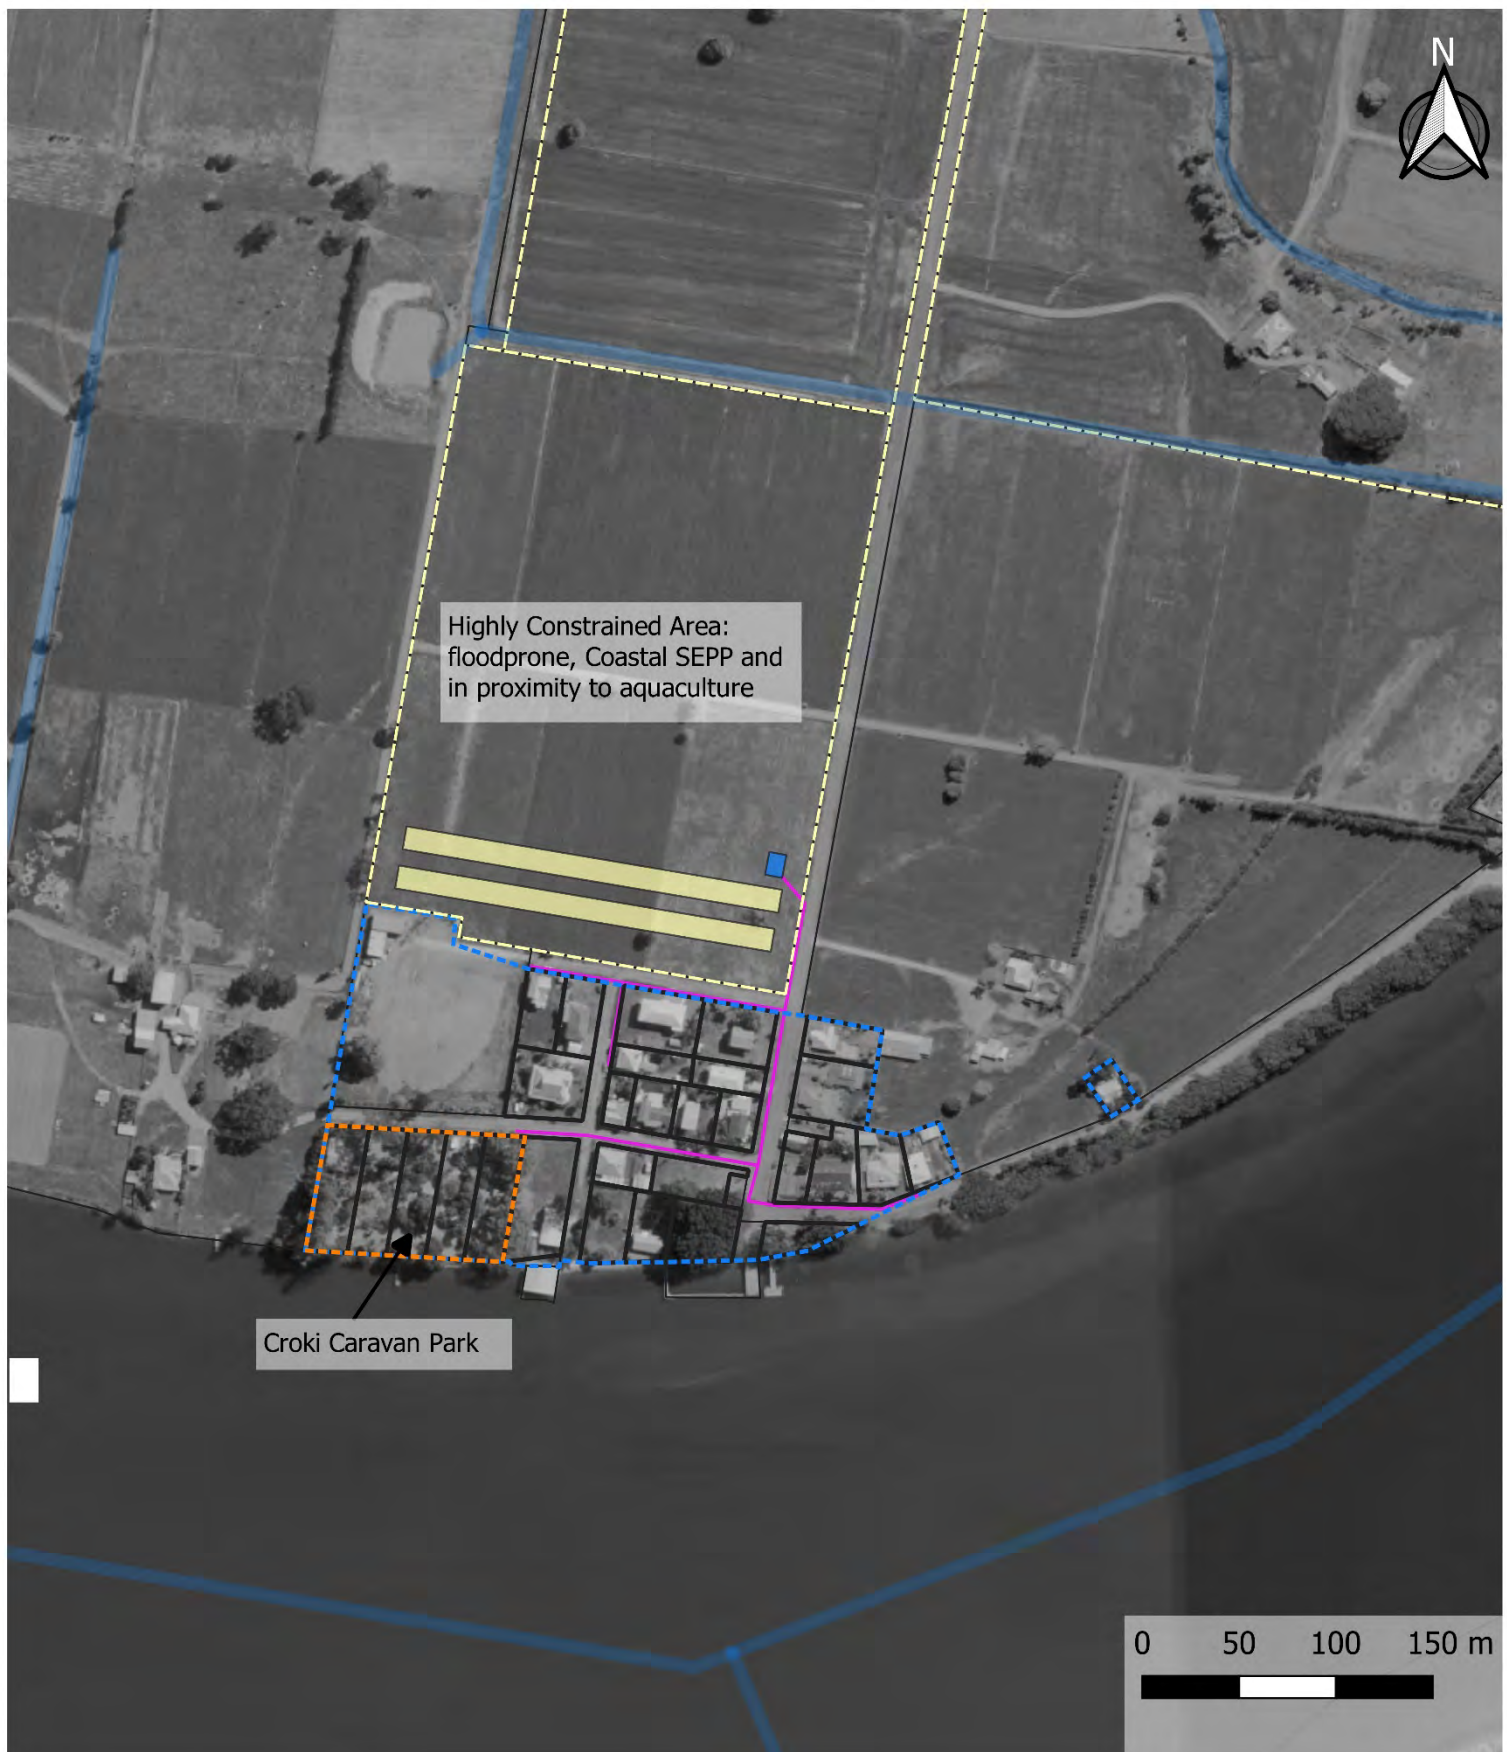 N
Highly Constrained Area:
floodprone, Coastal SEPP and
in proximity to aquaculture
Croki Caravan Park
0 50 100 150 m